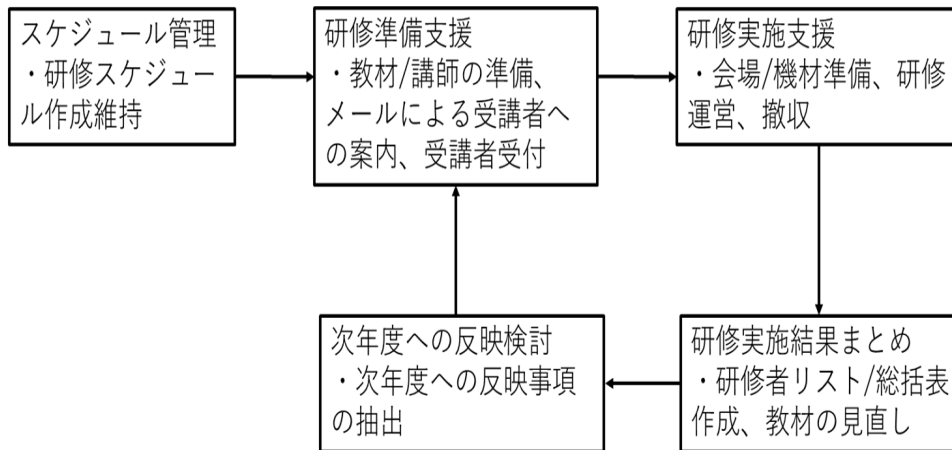 スケジュール管理
・研修スケジュー
ル作成維持
研修準備支援
・教材/講師の準備、
メールによる受講者へ
の案内、受講者受付
研修実施支援
・会場/機材準備、研修
運営、撤収
研修実施結果まとめ
・研修者リスト/総括表
作成、教材の見直し
次年度への反映検討
・次年度への反映事項
の抽出